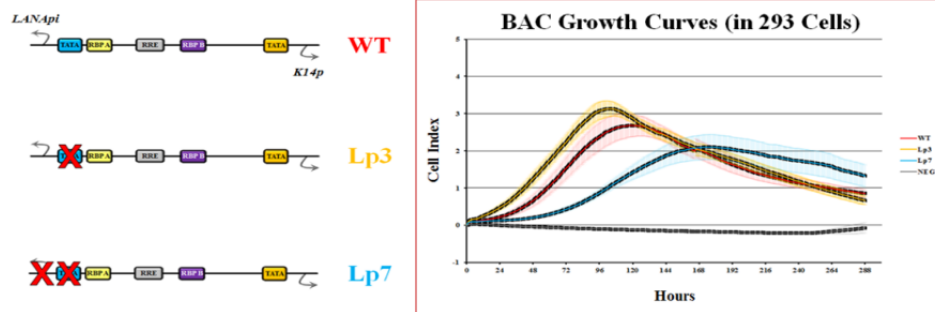 LANApi
TATA RBP A RRE RBP B TATA WT
K14p
RBP A RRE RBP B TATA Lp3
RBP A RRE RBP B TATA Lp7
BAC Growth Curves (in 293 Cells)
Cell Index
5
4
3
2
1
0
-1
0 24 48 72 96 120 144 168 192 216 240 264 288
Hours
WT
Lp3
Lp7
NEG